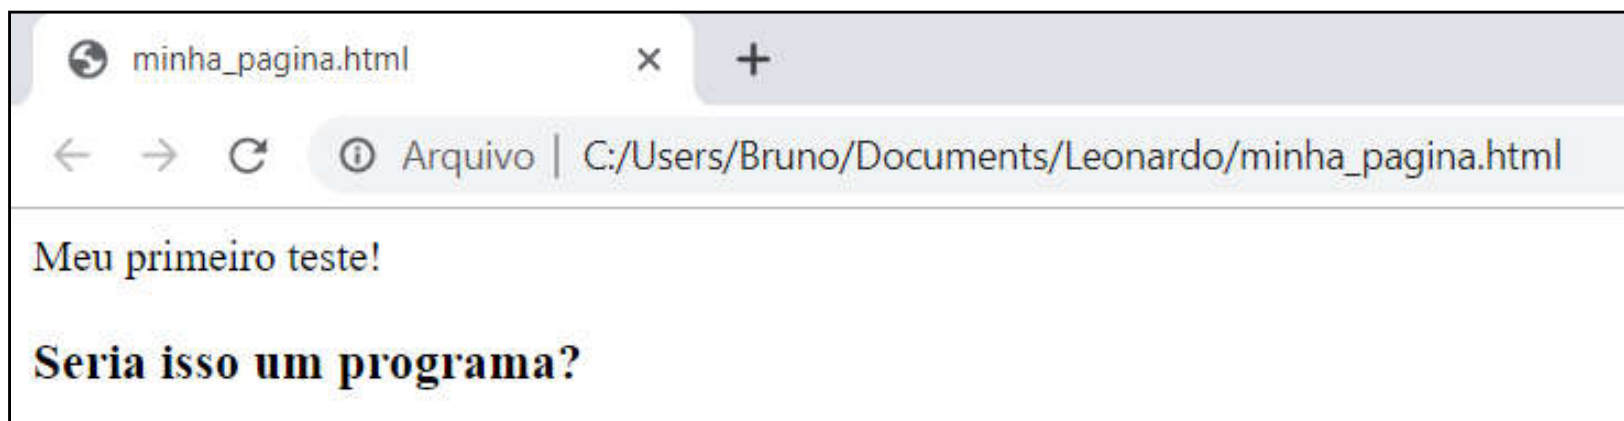 minha_pagina.html
Arquivo | C:/Users/Bruno/Documents/Leonardo/minha_pagina.html
Meu primeiro teste!
Seria isso um programa?